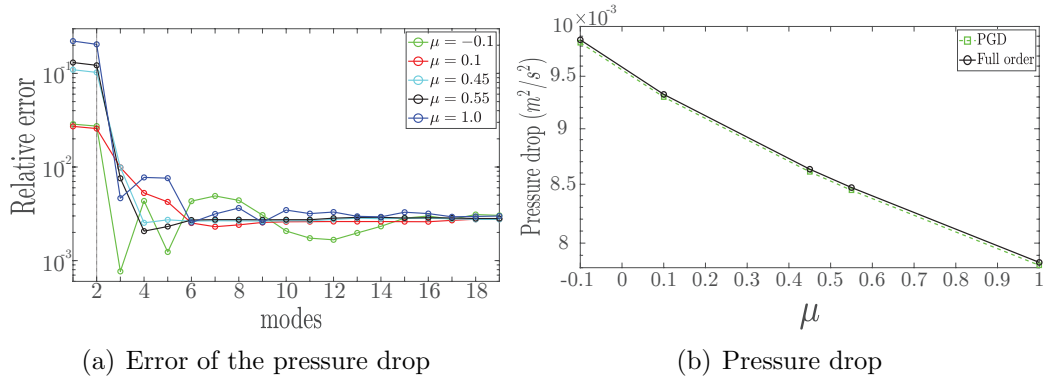 Relative error
10⁻¹
10⁻²
10⁻³
μ = −0.1
μ = 0.1
μ = 0.45
μ = 0.55
μ = 1.0
2 4 6 8 10 12 14 16 18
modes
(a) Error of the pressure drop
10×10⁻³
9.5
9
8.5
8
Pressure drop (m²/s²)
PGD
Full order
-0.1 0 0.1 0.2 0.3 0.4 0.5 0.6 0.7 0.8 0.9 1
μ
(b) Pressure drop